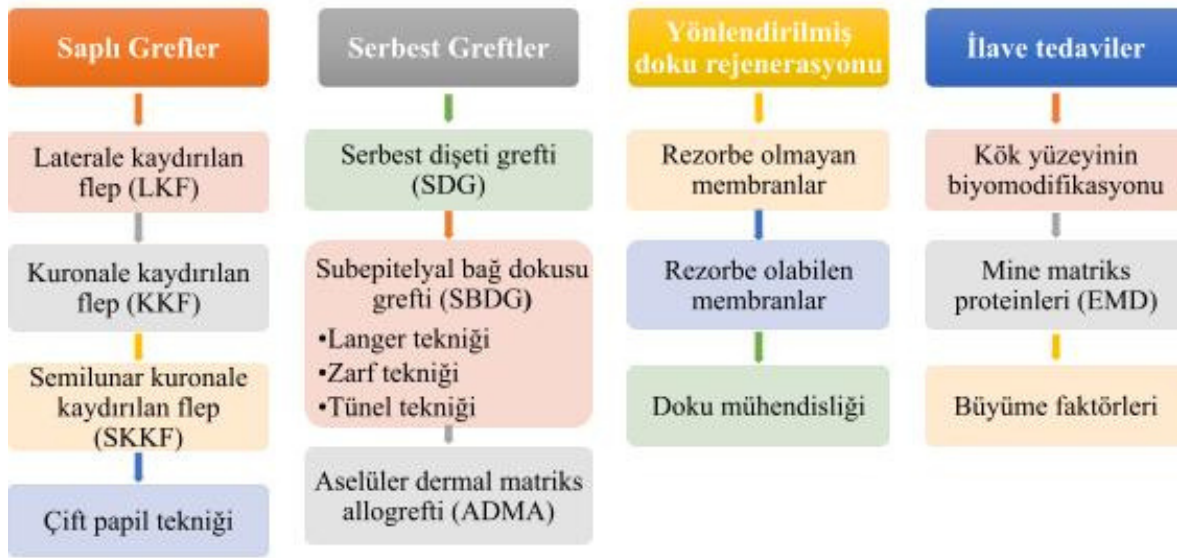 Saplı Grefler
Laterale kaydırılan
flep (LKF)
Kuronale kaydırılan
flep (KKF)
Semilunar kuronale
kaydırılan flep
(SKKF)
Çift papil tekniği
Serbest Greftler
Serbest dişeti grefti
(SDG)
Subepitelyal bağ dokusu
grefti (SBDG)
•Langer tekniği
•Zarf tekniği
•Tünel tekniği
Aselüler dermal matriks
allogrefti (ADMA)
Yönlendirilmiş
doku rejenerasyonu
Rezorbe olmayan
membranlar
Rezorbe olabilen
membranlar
Doku mühendisliği
İlave tedaviler
Kök yüzeyinin
biyomodifikasyonu
Mine matriks
proteinleri (EMD)
Büyüme faktörleri